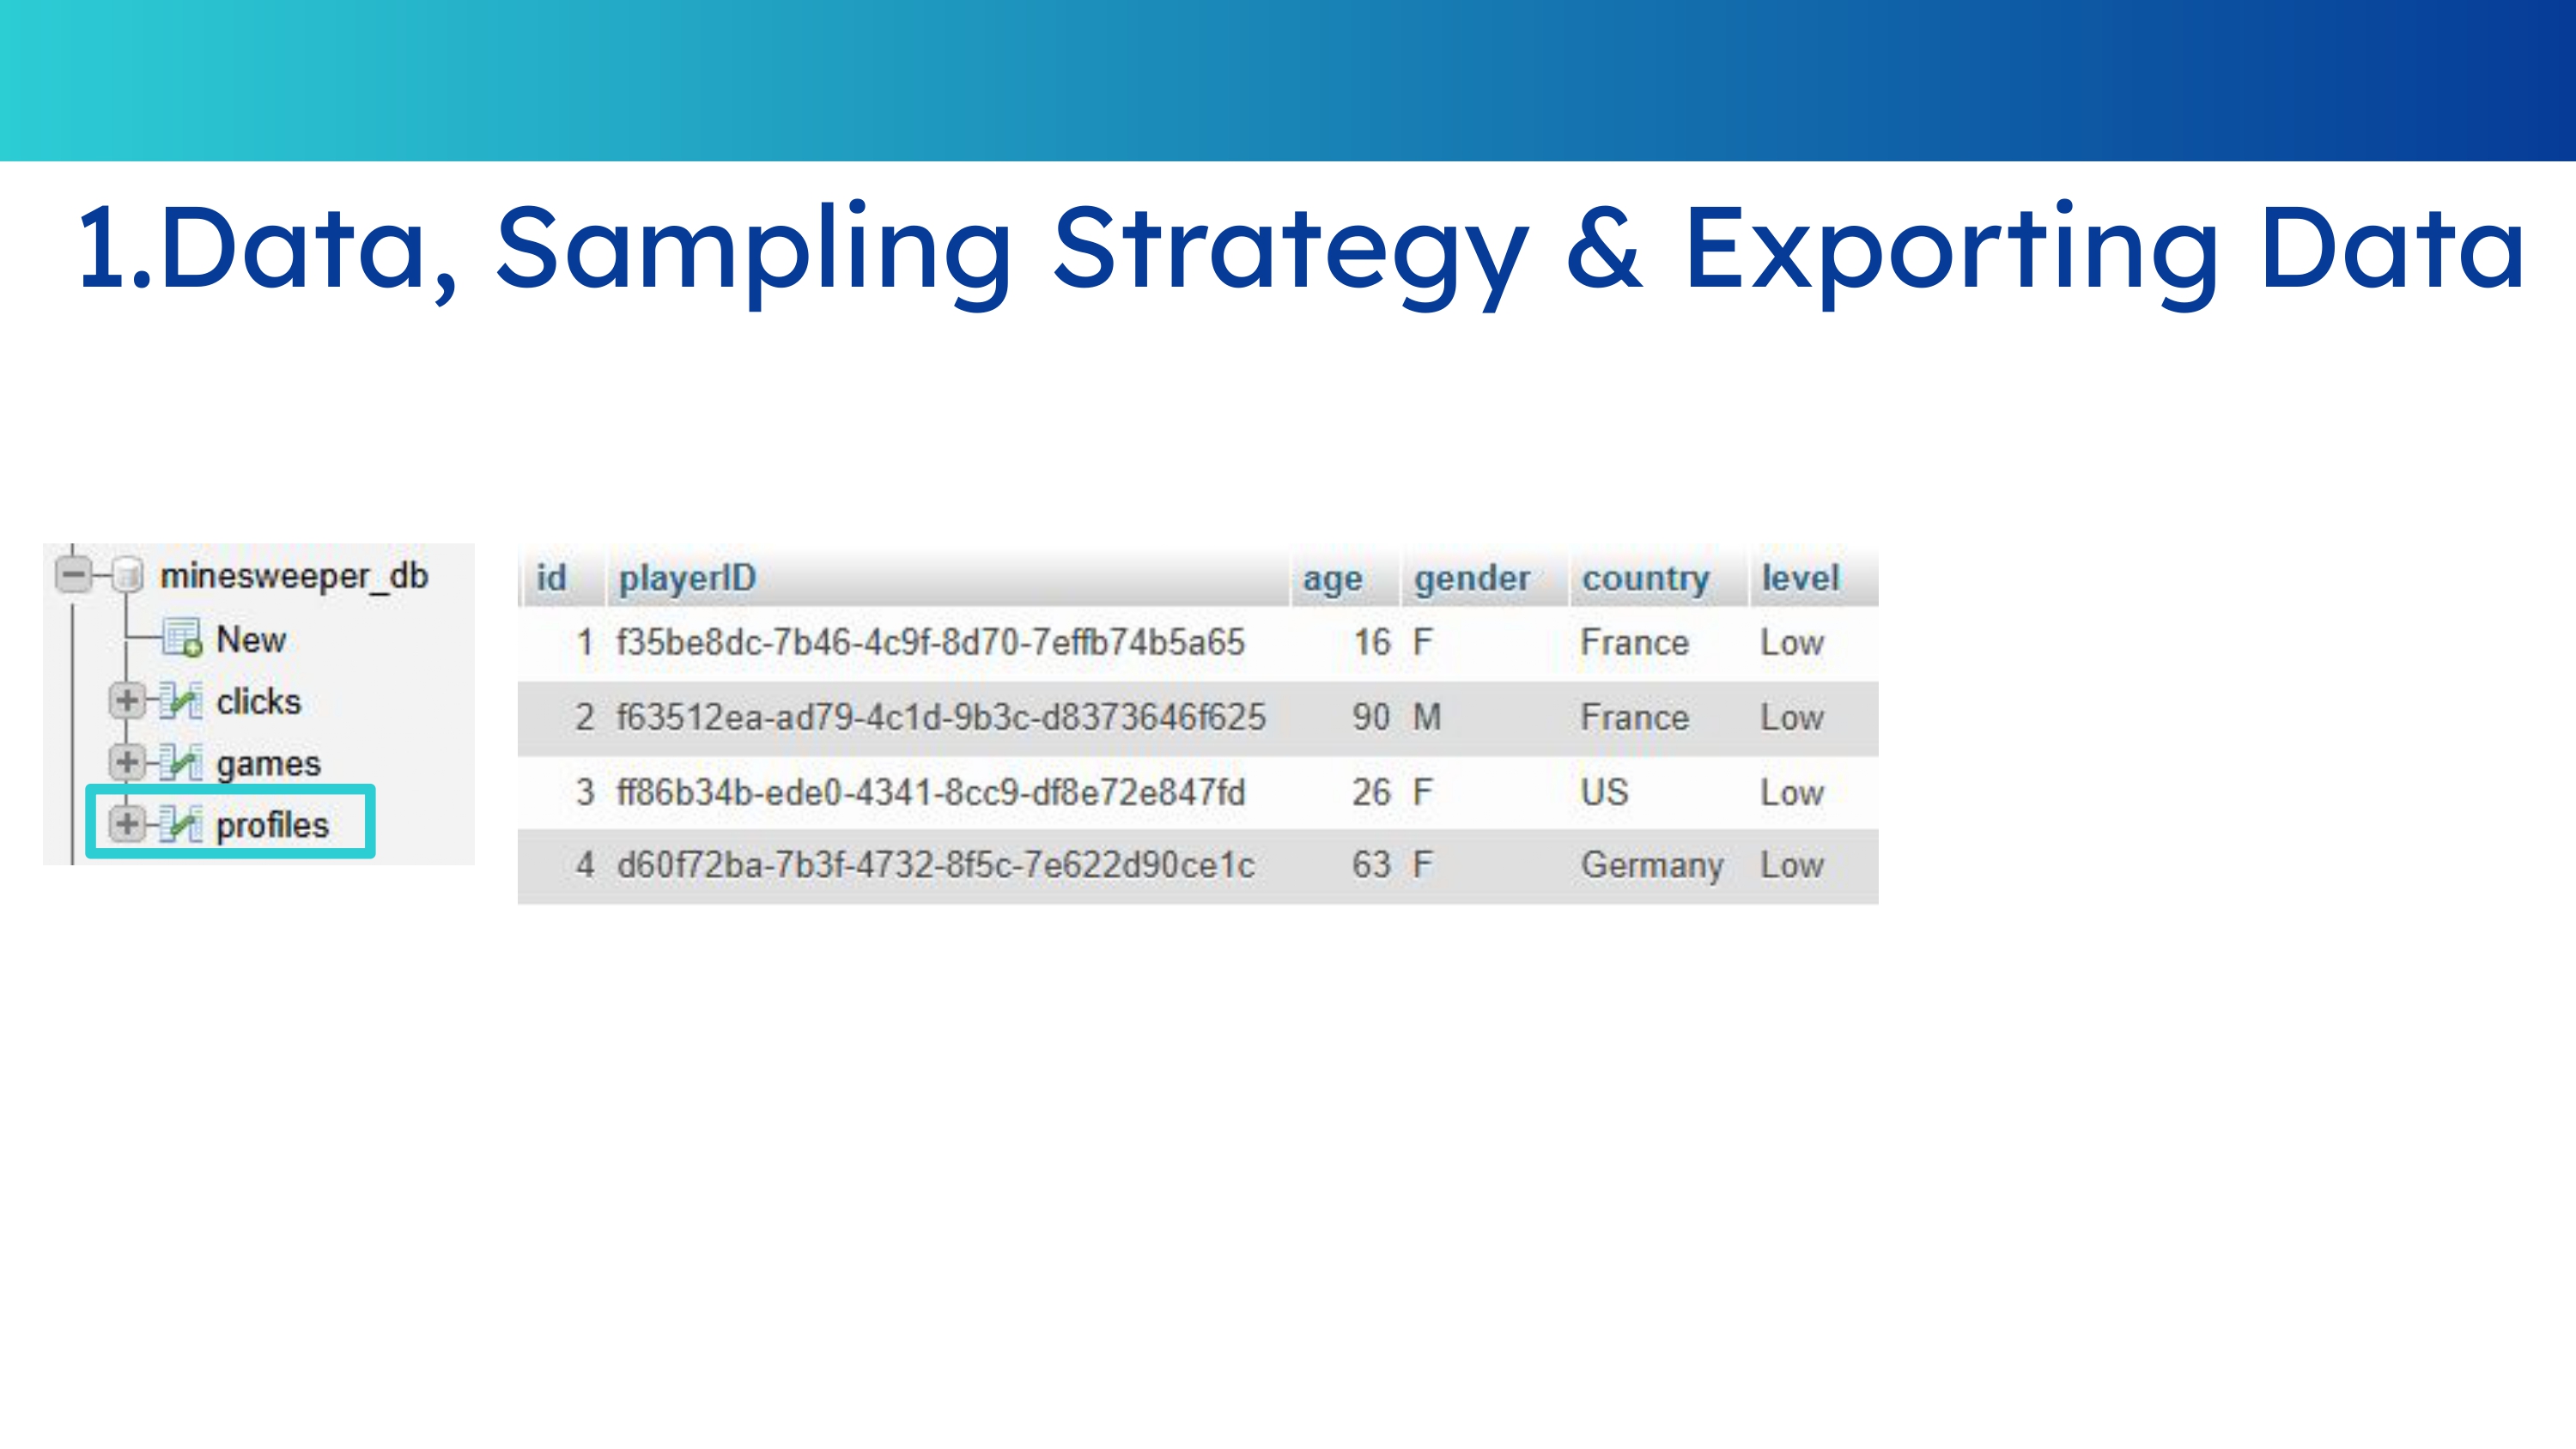 1.Data, Sampling Strategy & Exporting Data
minesweeper_db
New
clicks
games
profiles
id playerID age gender country level
1 f35be8dc-7b46-4c9f-8d70-7effb74b5a65 16 F France Low
2 f63512ea-ad79-4c1d-9b3c-d8373646f625 90 M France Low
3 ff86b34b-ede0-4341-8cc9-df8e72e847fd 26 F US Low
4 d60f72ba-7b3f-4732-8f5c-7e622d90ce1c 63 F Germany Low